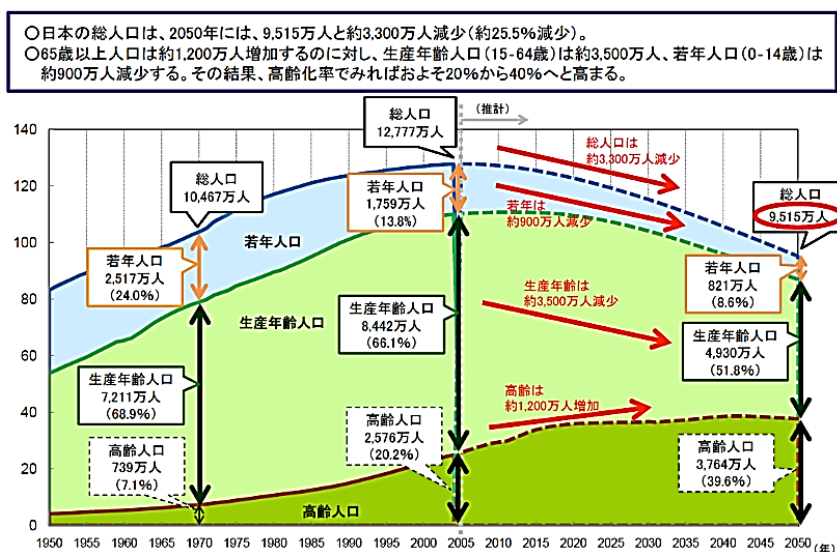 ○日本の総人口は、2050年には、9,515万人と約3,300万人減少(約25.5%減少)。
○65歳以上人口は約1,200万人増加するのに対し、生産年齢人口(15-64歳)は約3,500万人、若年人口(0-14歳)は
約900万人減少する。その結果、高齢化率でみればおよそ20%から40%へと高まる。
(推計)
140
120
100
80
60
40
20
0
総人口
12,777万人
総人口は
約3,300万人減少
総人口
10,467万人
若年人口
1,759万人
(13.8%)
総人口
9,515万人
若年は
約900万人減少
若年人口
2,517万人
(24.0%)
若年人口
若年人口
821万人
(8.6%)
生産年齢人口
生産年齢人口
8,442万人
(66.1%)
生産年齢は
約3,500万人減少
生産年齢人口
4,930万人
(51.8%)
生産年齢人口
7,211万人
(68.9%)
高齢は
約1,200万人増加
高齢人口
739万人
(7.1%)
高齢人口
2,576万人
(20.2%)
高齢人口
3,764万人
(39.6%)
高齢人口
1950 1955 1960 1965 1970 1975 1980 1985 1990 1995 2000 2005 2010 2015 2020 2025 2030 2035 2040 2045 2050 (年)